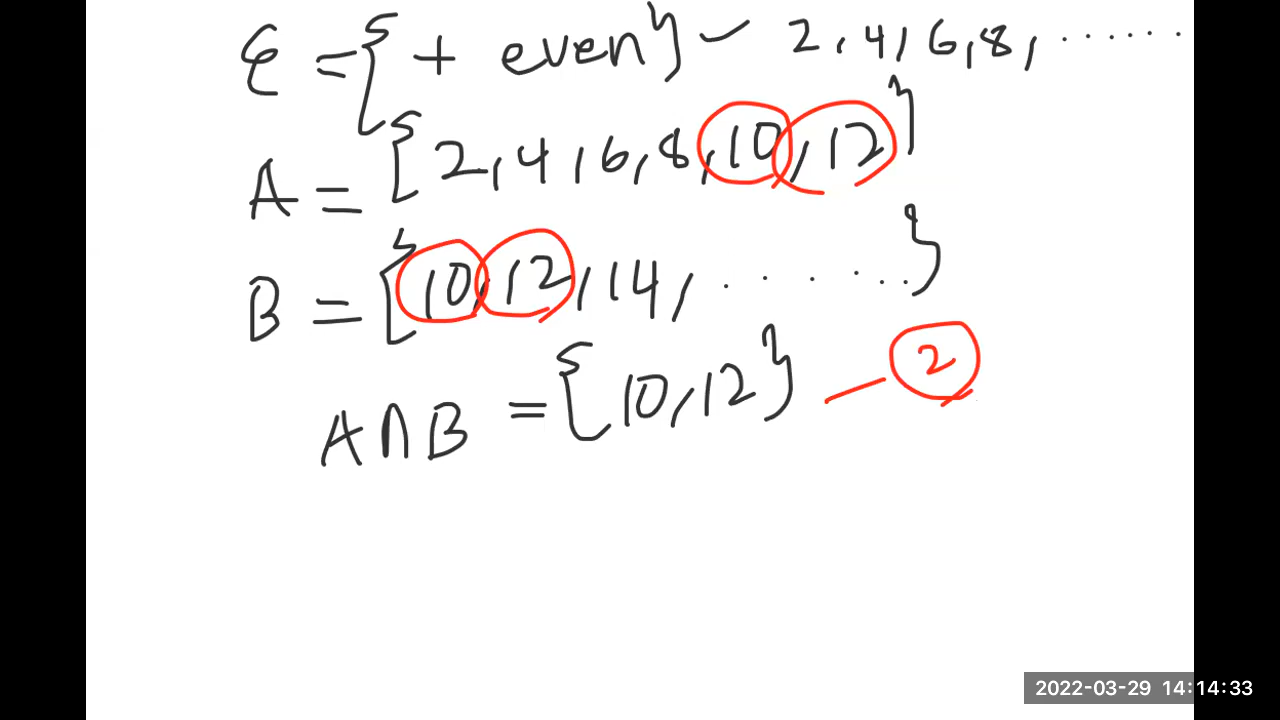 ξ = {+ even} – 2, 4, 6, 8, ......
A = {2, 4, 6, 8, 10, 12}
B = {10, 12, 14, ......}
A∩B = {10, 12} – 2
2022-03-29 14:14:33